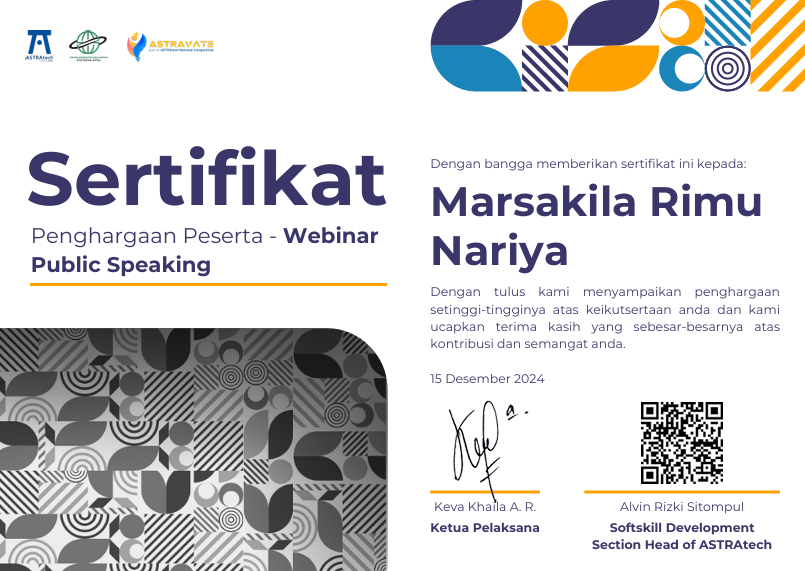 ASTRAtech
ASTRAVATE
Sertifikat
Penghargaan Peserta - Webinar
Public Speaking
Dengan bangga memberikan sertifikat ini kepada:
Marsakila Rimu
Nariya
Dengan tulus kami menyampaikan penghargaan
setinggi-tingginya atas keikutsertaan anda dan kami
ucapkan terima kasih yang sebesar-besarnya atas
kontribusi dan semangat anda.
15 Desember 2024
Keva Khaila A. R.
Ketua Pelaksana
Alvin Rizki Sitompul
Softskill Development
Section Head of ASTRAtech